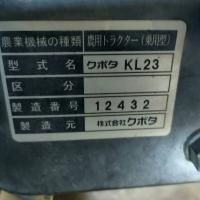 農業機械の種類 農用トラクター(乗用型)
型式名 クボタ KL23
区分
製造番号 12432
製造元 株式会社クボタ